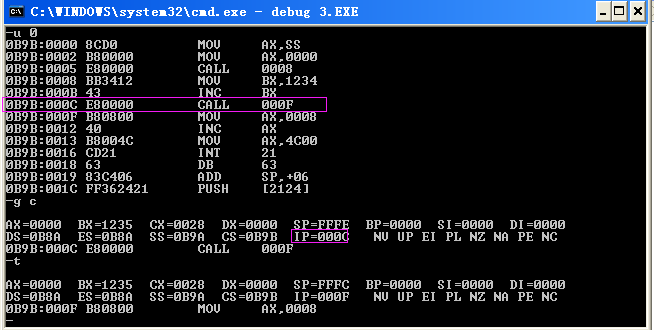 C:\WINDOWS\system32\cmd.exe - debug 3.EXE
-u 0
0B9B:0000 8CD0 MOV AX,SS
0B9B:0002 B80000 MOV AX,0000
0B9B:0005 E80000 CALL 0008
0B9B:0008 BB3412 MOV BX,1234
0B9B:000B 43 INC BX
0B9B:000C E80000 CALL 000F
0B9B:000F B80800 MOV AX,0008
0B9B:0012 40 INC AX
0B9B:0013 B8004C MOV AX,4C00
0B9B:0016 CD21 INT 21
0B9B:0018 63 DB 63
0B9B:0019 83C406 ADD SP,+06
0B9B:001C FF362421 PUSH [2124]
-g c
AX=0000 BX=1235 CX=0028 DX=0000 SP=FFFE BP=0000 SI=0000 DI=0000
DS=0B8A ES=0B8A SS=0B9A CS=0B9B IP=000C NV UP EI PL NZ NA PE NC
0B9B:000C E80000 CALL 000F
-t
AX=0000 BX=1235 CX=0028 DX=0000 SP=FFFC BP=0000 SI=0000 DI=0000
DS=0B8A ES=0B8A SS=0B9A CS=0B9B IP=000F NV UP EI PL NZ NA PE NC
0B9B:000F B80800 MOV AX,0008
-